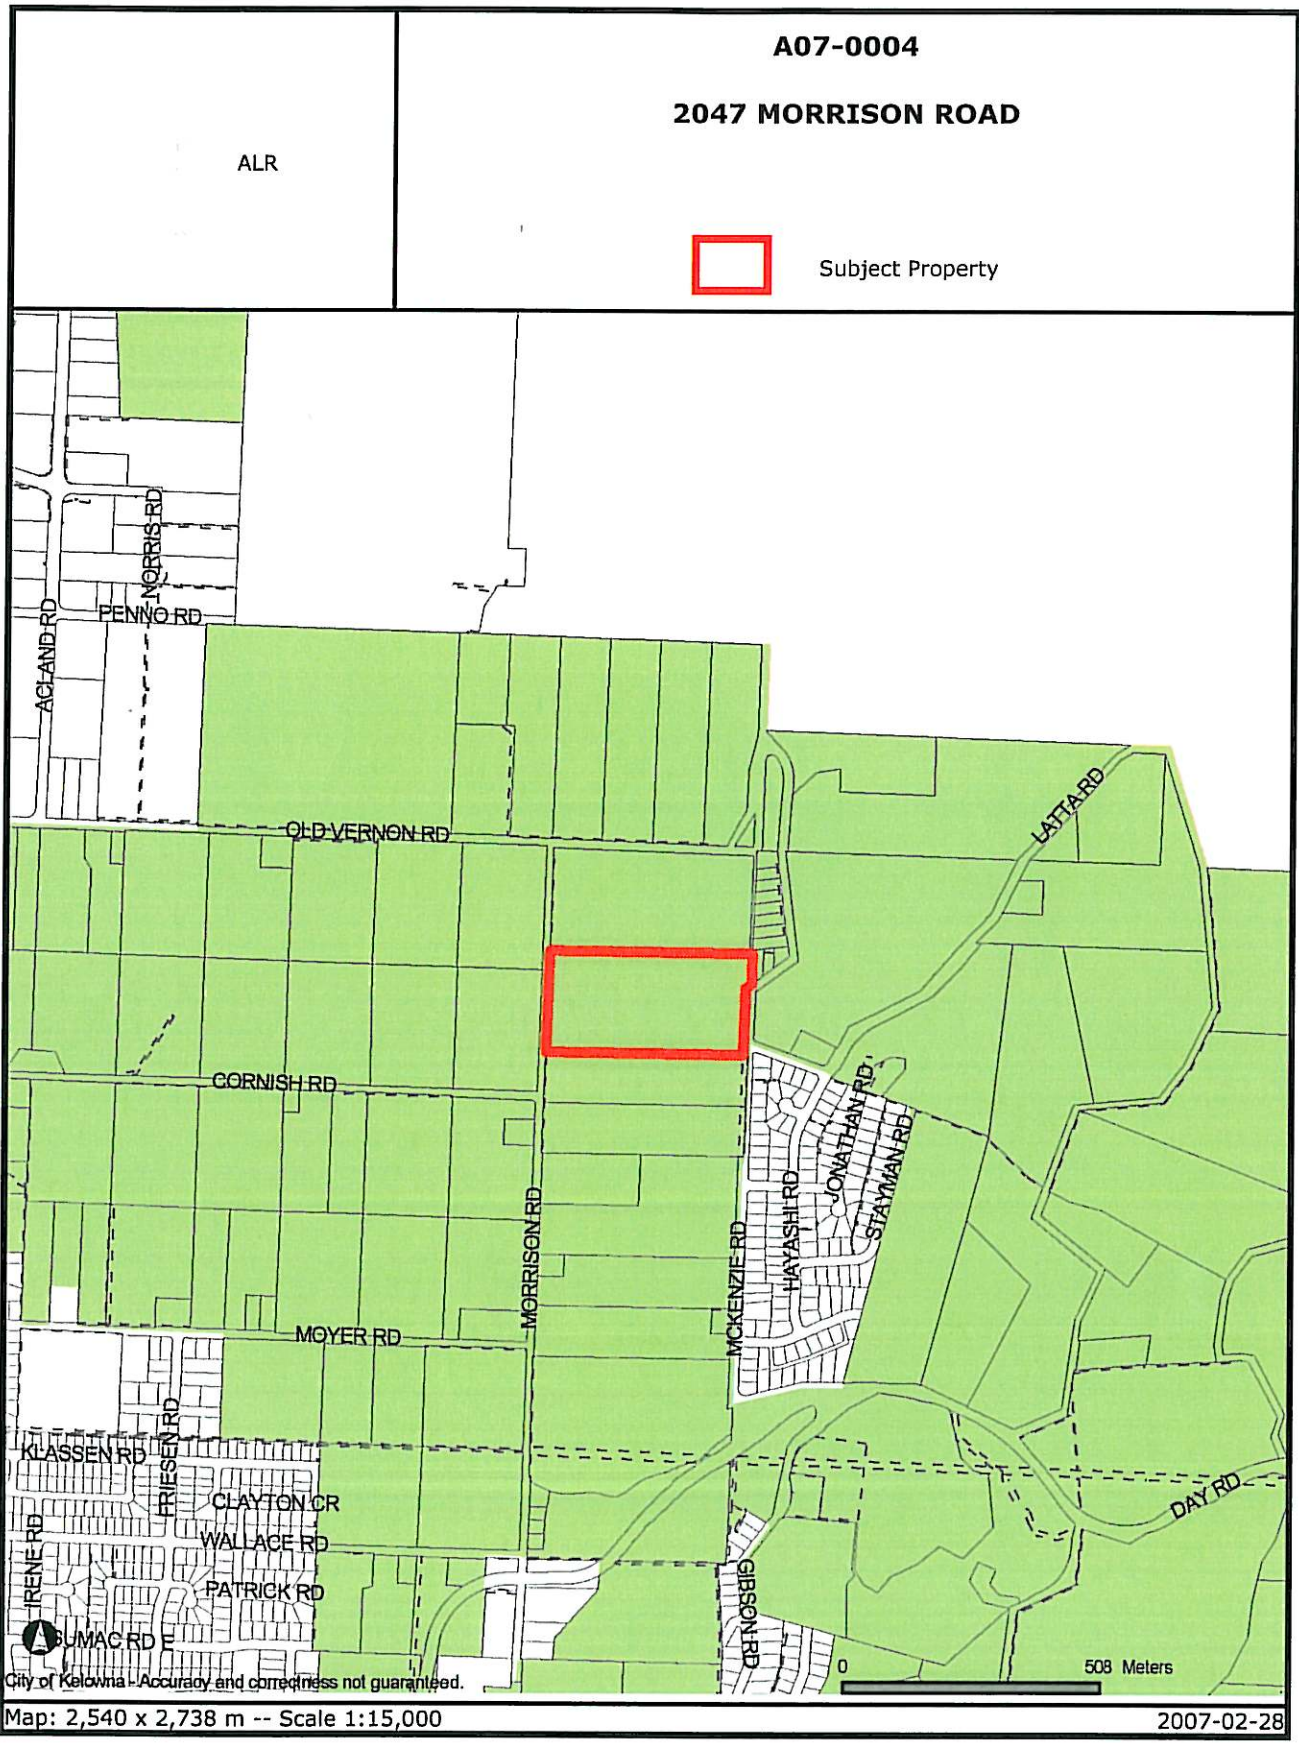 A07-0004
2047 MORRISON ROAD
ALR
Subject Property
NORRIS RD
PENNO RD
ACLAND RD
OLD VERNON RD
LATTA RD
CORNISH RD
JONATHAN RD
STAYMAN RD
HAYASHI RD
MORRISON RD
MCKENZIE RD
MOYER RD
FRIESEN RD
KLASSEN RD
CLAYTON CR
DAY RD
WALLACE RD
IRENE RD
PATRICK RD
GIBSON RD
SUMAC RD E
0 508 Meters
City of Kelowna - Accuracy and correctness not guaranteed.
Map: 2,540 x 2,738 m -- Scale 1:15,000
2007-02-28